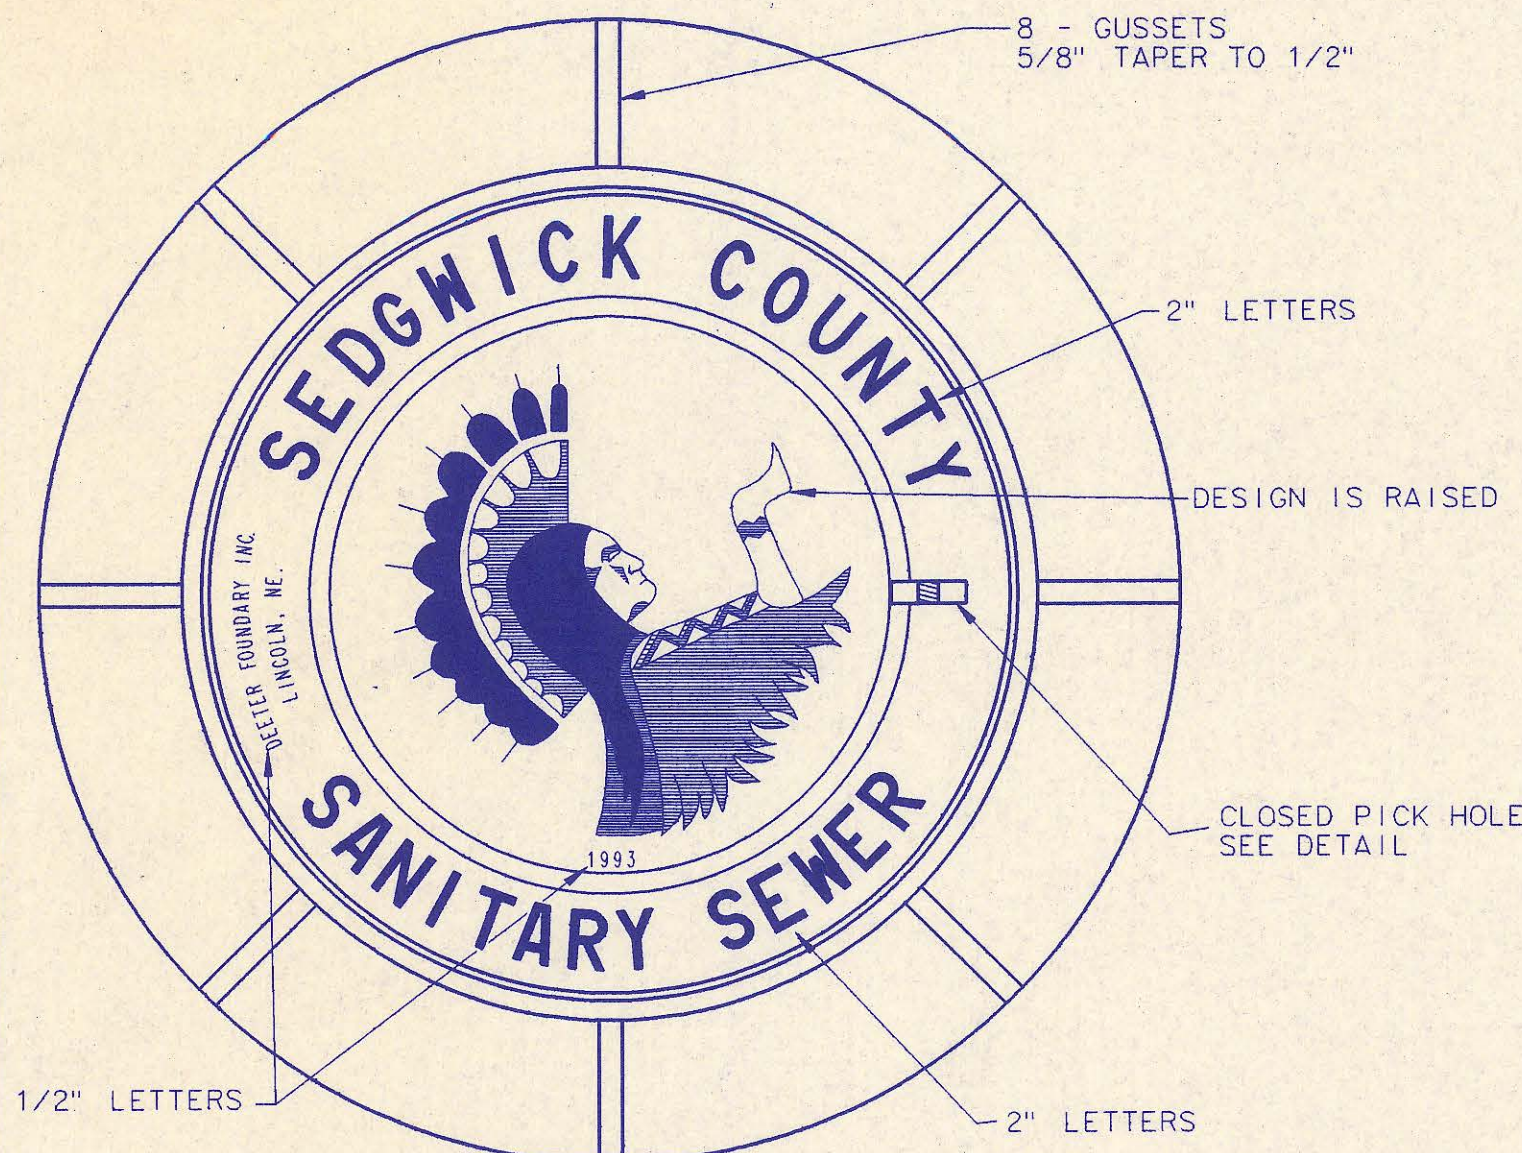 8 - GUSSETS
5/8" TAPER TO 1/2"
SEDGWICK COUNTY
2" LETTERS
DESIGN IS RAISED
DEETER FOUNDARY INC.
LINCOLN, NE.
CLOSED PICK HOLE
SEE DETAIL
1993
SANITARY SEWER
1/2" LETTERS
2" LETTERS